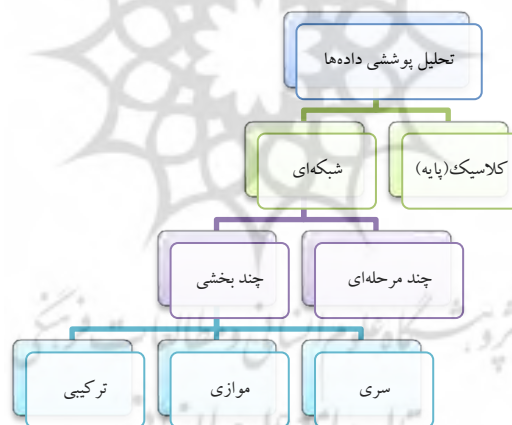 تحلیل پوششی داده‌ها
کلاسیک(پایه)
شبکه‌ای
چند مرحله‌ای
چند بخشی
سری
موازی
ترکیبی